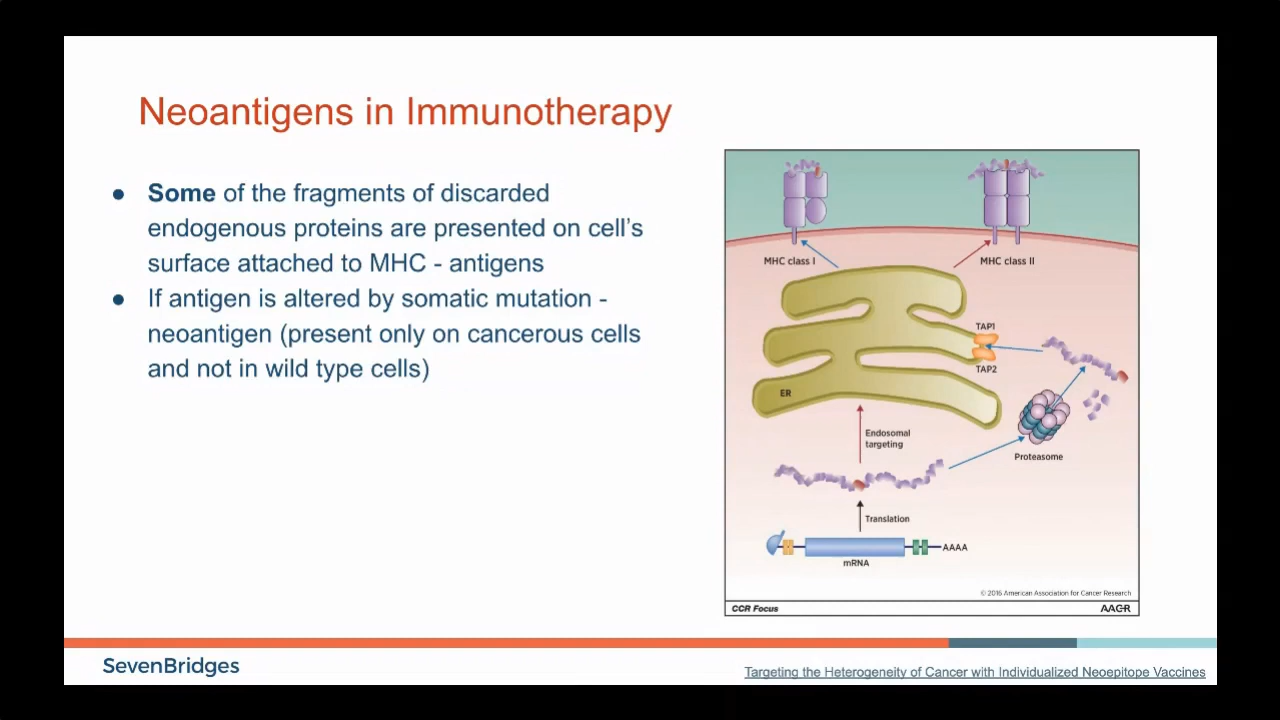 Neoantigens in Immunotherapy
● Some of the fragments of discarded
endogenous proteins are presented on cell’s
surface attached to MHC - antigens
● If antigen is altered by somatic mutation -
neoantigen (present only on cancerous cells
and not in wild type cells)
MHC class I
MHC class II
TAP1
TAP2
ER
Endosomal
targeting
Proteasome
Translation
AAAA
mRNA
© 2016 American Association for Cancer Research
CCR Focus
AACR
SevenBridges
Targeting the Heterogeneity of Cancer with Individualized Neoepitope Vaccines